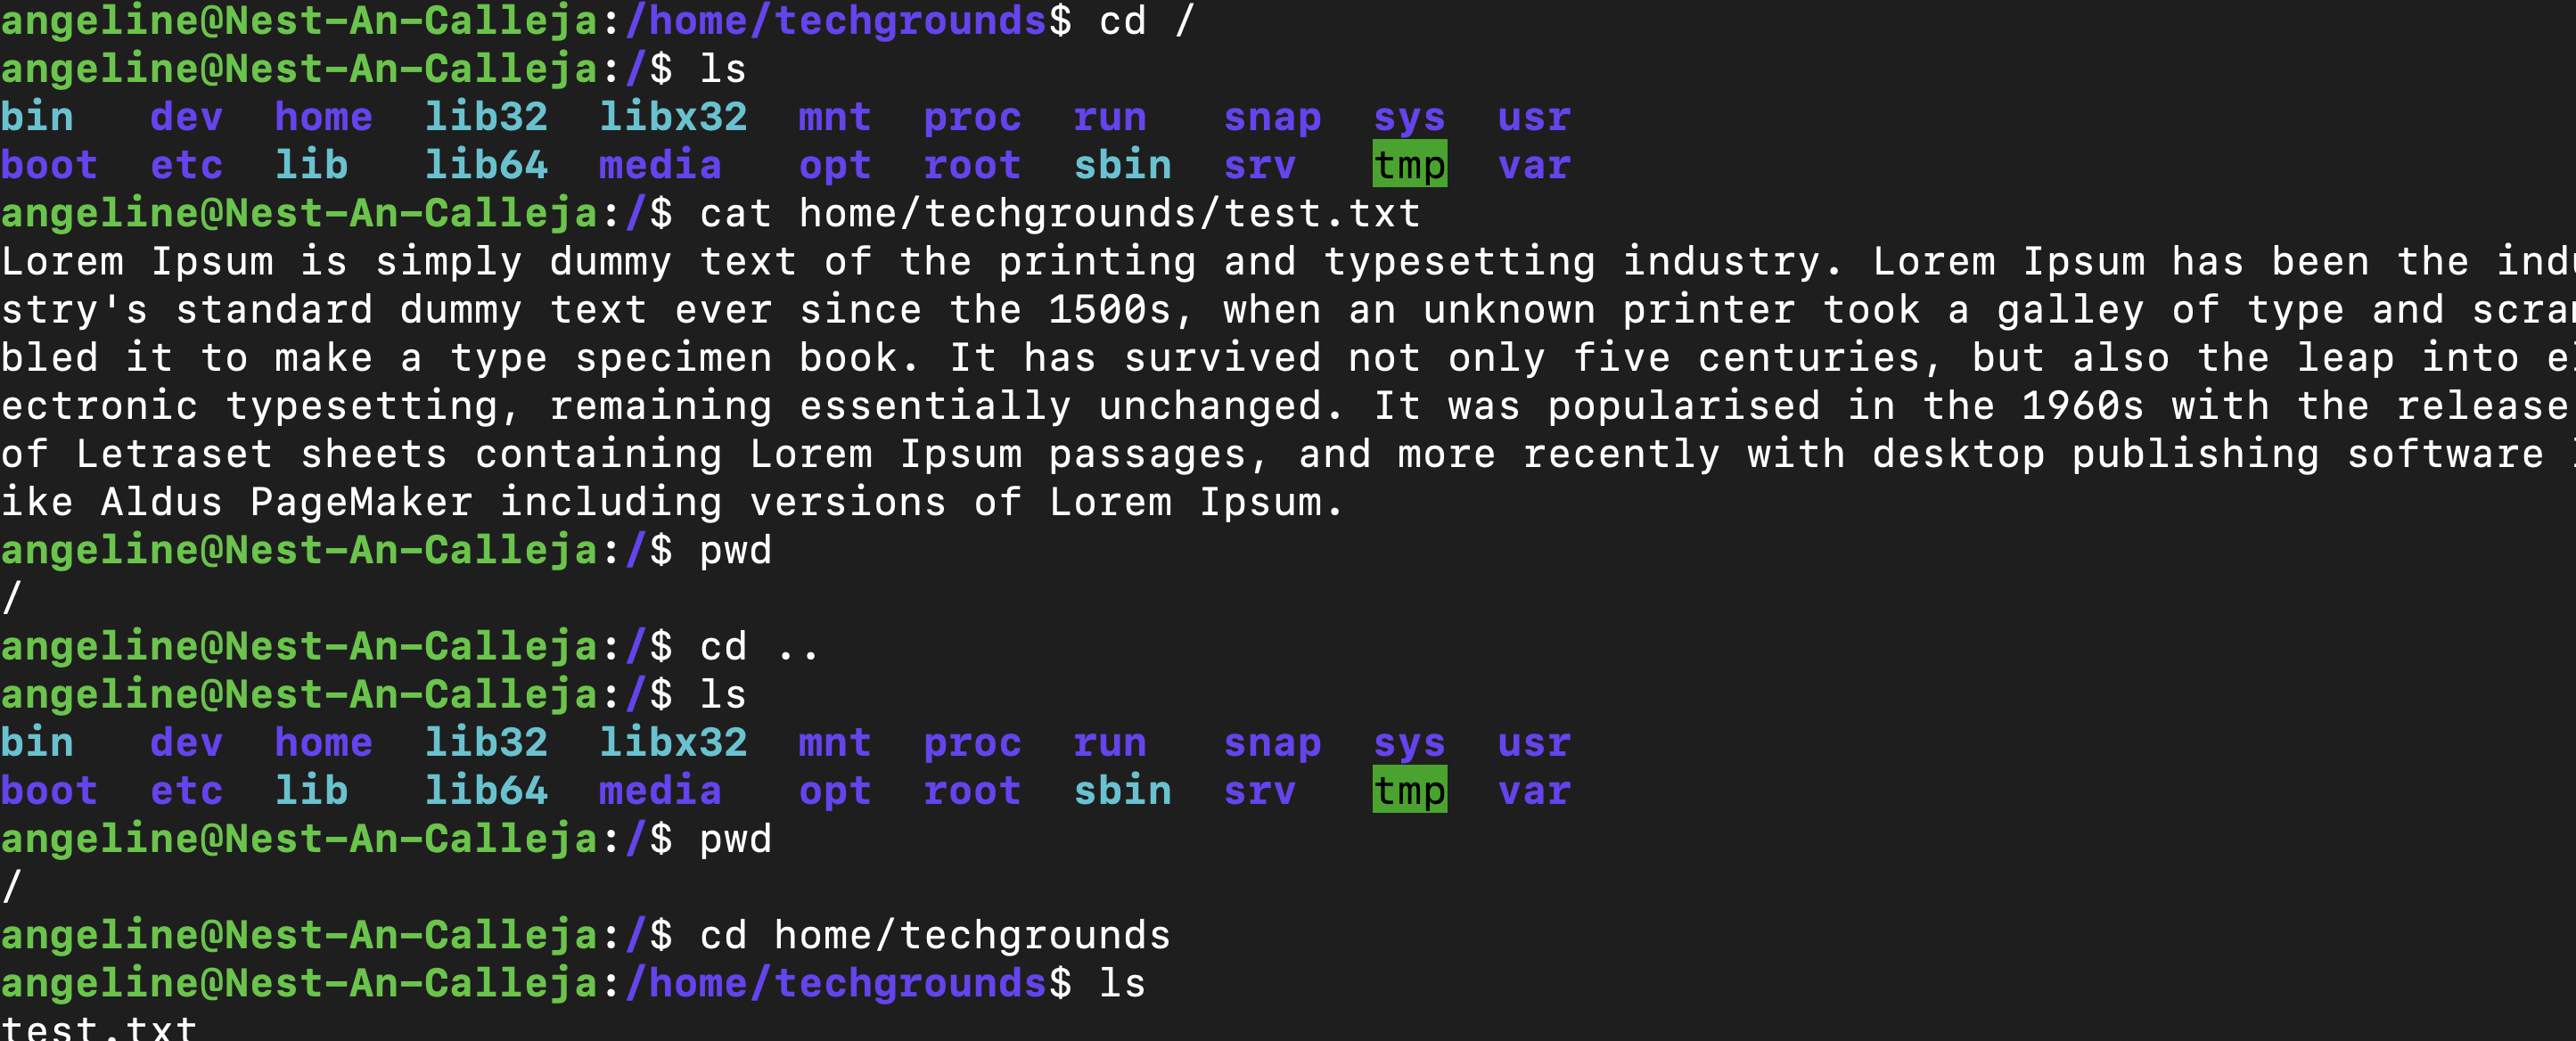 angeline@Nest-An-Calleja:/home/techgrounds$ cd /
angeline@Nest-An-Calleja:/$ ls
bin   dev  home  lib32  libx32  mnt  proc  run   snap  sys  usr
boot  etc  lib   lib64  media   opt  root  sbin  srv   tmp  var
angeline@Nest-An-Calleja:/$ cat home/techgrounds/test.txt
Lorem Ipsum is simply dummy text of the printing and typesetting industry. Lorem Ipsum has been the indu
stry's standard dummy text ever since the 1500s, when an unknown printer took a galley of type and scram
bled it to make a type specimen book. It has survived not only five centuries, but also the leap into el
ectronic typesetting, remaining essentially unchanged. It was popularised in the 1960s with the release
of Letraset sheets containing Lorem Ipsum passages, and more recently with desktop publishing software l
ike Aldus PageMaker including versions of Lorem Ipsum.
angeline@Nest-An-Calleja:/$ pwd
/
angeline@Nest-An-Calleja:/$ cd ..
angeline@Nest-An-Calleja:/$ ls
bin   dev  home  lib32  libx32  mnt  proc  run   snap  sys  usr
boot  etc  lib   lib64  media   opt  root  sbin  srv   tmp  var
angeline@Nest-An-Calleja:/$ pwd
/
angeline@Nest-An-Calleja:/$ cd home/techgrounds
angeline@Nest-An-Calleja:/home/techgrounds$ ls
test.txt